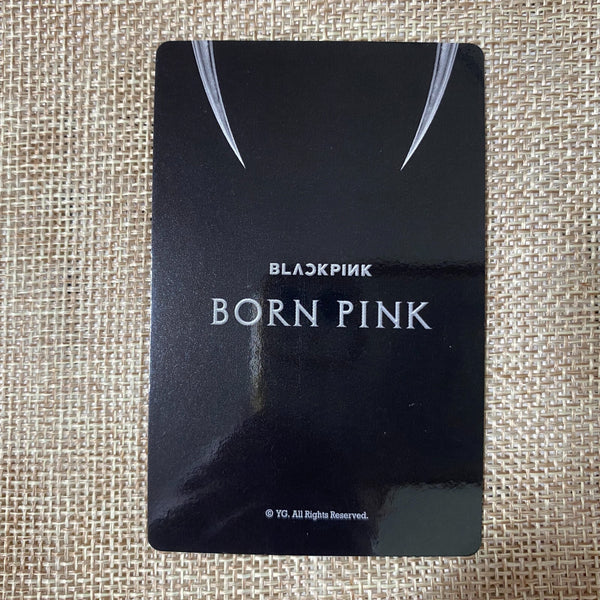 BLACKPINK
BORN PINK
© YG. All Rights Reserved.